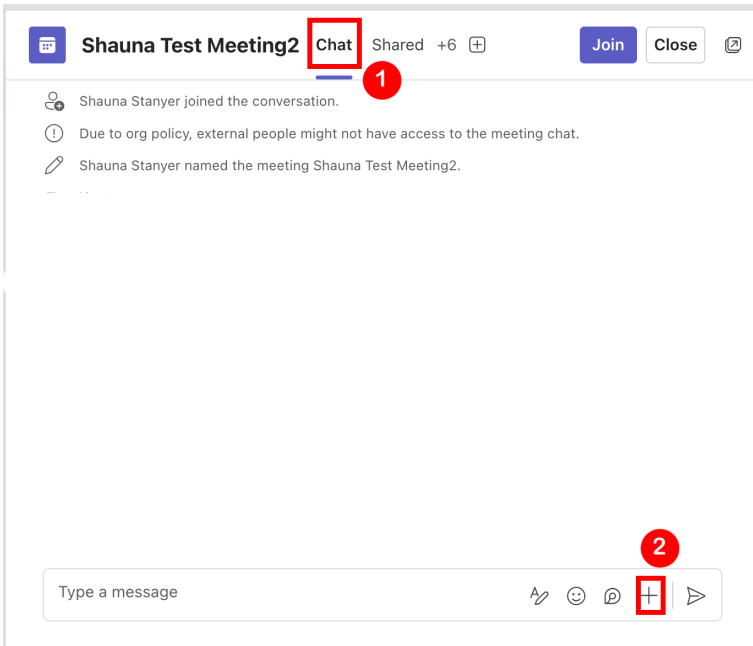 Shauna Test Meeting2 Chat Shared +6 Join Close
1
Shauna Stanyer joined the conversation.
Due to org policy, external people might not have access to the meeting chat.
Shauna Stanyer named the meeting Shauna Test Meeting2.
2
Type a message